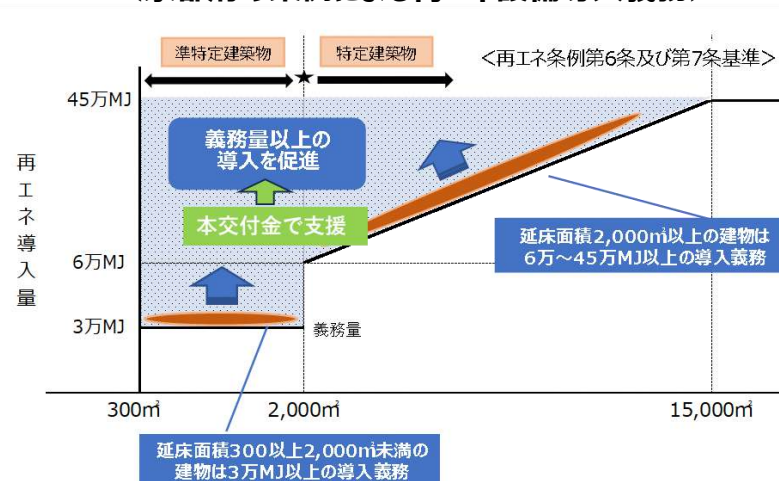 準特定建築物
特定建築物
＜再エネ条例第6条及び第7条基準＞
45万MJ
義務量以上の
導入を促進
再エネ導入量
本交付金で支援
延床面積2,000㎡以上の建物は
6万～45万MJ以上の導入義務
6万MJ
3万MJ
義務量
300㎡
2,000㎡
15,000㎡
延床面積300以上2,000㎡未満の
建物は3万MJ以上の導入義務